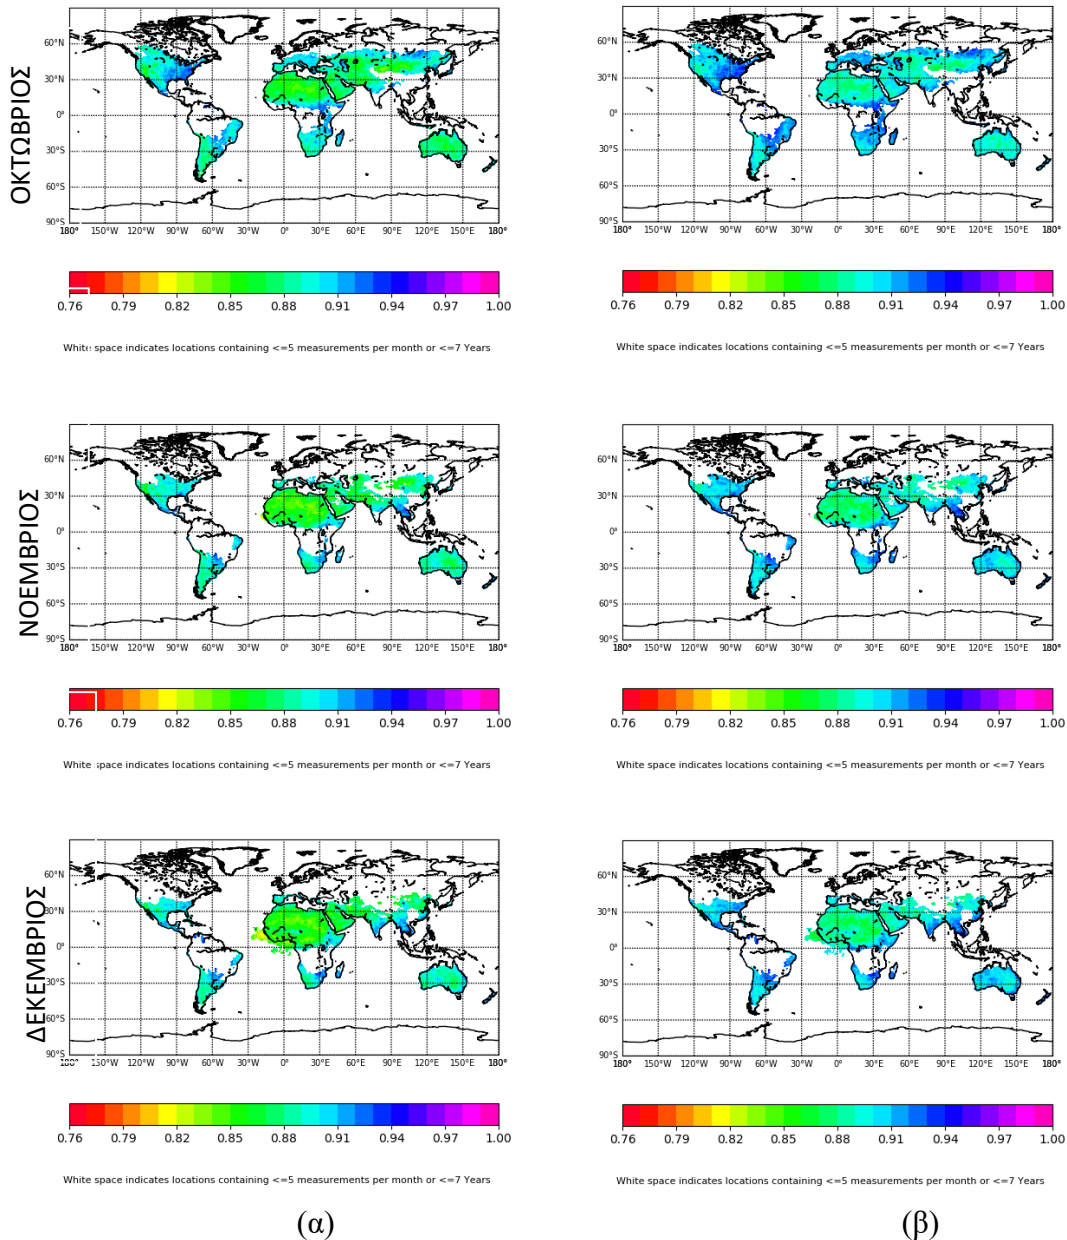 ΟΚΤΩΒΡΙΟΣ
60°N 30°N 0° 30°S 60°S 90°S
180° 150°W 120°W 90°W 60°W 30°W 0° 30°E 60°E 90°E 120°E 150°E 180°
0.76 0.79 0.82 0.85 0.88 0.91 0.94 0.97 1.00
White space indicates locations containing <=5 measurements per month or <=7 Years
60°N 30°N 0° 30°S 60°S 90°S
180° 150°W 120°W 90°W 60°W 30°W 0° 30°E 60°E 90°E 120°E 150°E 180°
0.76 0.79 0.82 0.85 0.88 0.91 0.94 0.97 1.00
White space indicates locations containing <=5 measurements per month or <=7 Years
ΝΟΕΜΒΡΙΟΣ
60°N 30°N 0° 30°S 60°S 90°S
180° 150°W 120°W 90°W 60°W 30°W 0° 30°E 60°E 90°E 120°E 150°E 180°
0.76 0.79 0.82 0.85 0.88 0.91 0.94 0.97 1.00
White space indicates locations containing <=5 measurements per month or <=7 Years
60°N 30°N 0° 30°S 60°S 90°S
180° 150°W 120°W 90°W 60°W 30°W 0° 30°E 60°E 90°E 120°E 150°E 180°
0.76 0.79 0.82 0.85 0.88 0.91 0.94 0.97 1.00
White space indicates locations containing <=5 measurements per month or <=7 Years
ΔΕΚΕΜΒΡΙΟΣ
60°N 30°N 0° 30°S 60°S 90°S
180° 150°W 120°W 90°W 60°W 30°W 0° 30°E 60°E 90°E 120°E 150°E 180°
0.76 0.79 0.82 0.85 0.88 0.91 0.94 0.97 1.00
White space indicates locations containing <=5 measurements per month or <=7 Years
60°N 30°N 0° 30°S 60°S 90°S
180° 150°W 120°W 90°W 60°W 30°W 0° 30°E 60°E 90°E 120°E 150°E 180°
0.76 0.79 0.82 0.85 0.88 0.91 0.94 0.97 1.00
White space indicates locations containing <=5 measurements per month or <=7 Years
(α) (β)